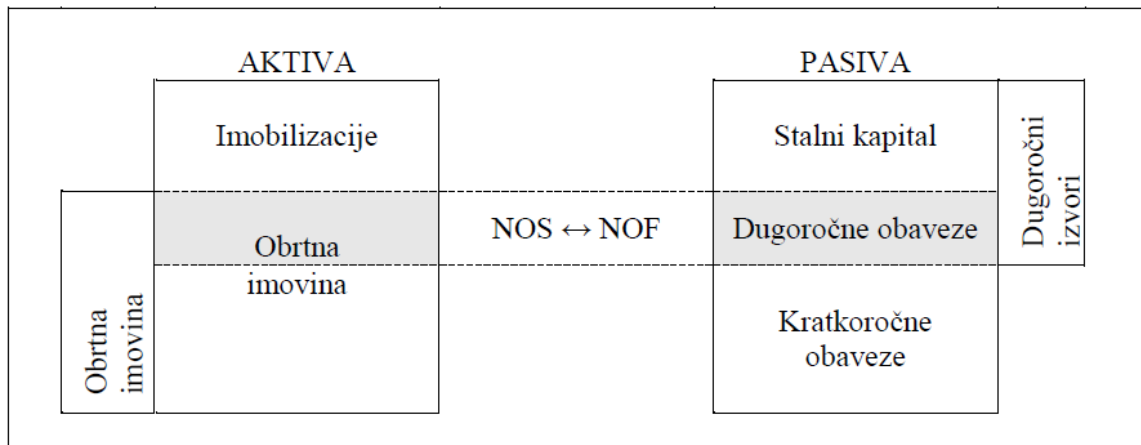 AKTIVA
PASIVA
Imobilizacije
Stalni kapital
Dugoročni
izvori
Obrtna
imovina
NOS ↔ NOF
Dugoročne obaveze
Obrtna
imovina
Kratkoročne
obaveze